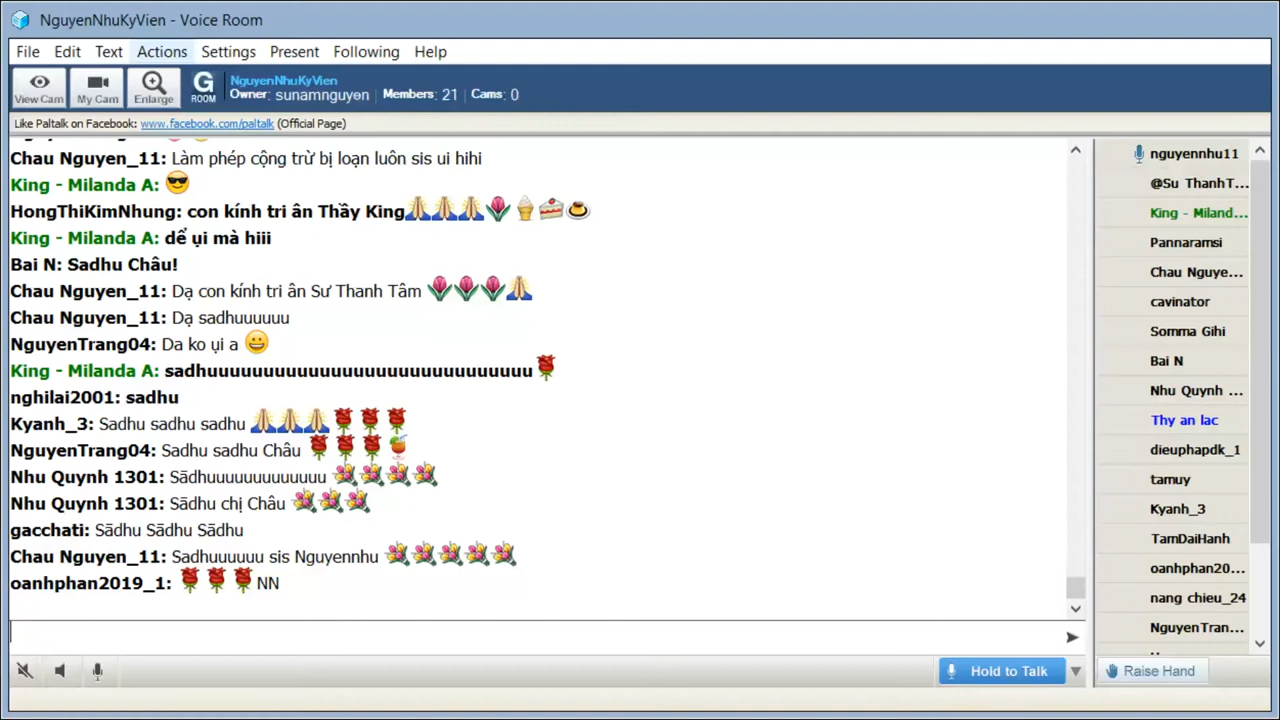 NguyenNhuKyVien - Voice Room
File Edit Text Actions Settings Present Following Help
View Cam My Cam Enlarge G ROOM NguyenNhuKyVien
Owner: sunamnguyen Members: 21 Cams: 0
Like Paltalk on Facebook: www.facebook.com/paltalk (Official Page)
Chau Nguyen_11: Làm phép cộng trừ bị loạn luôn sis ui hihi
King - Milanda A: 😎
HongThiKimNhung: con kính tri ân Thầy King🙏🙏🙏🌷🍦🍰🍮
King - Milanda A: dể ụi mà hiii
Bai N: Sadhu Châu!
Chau Nguyen_11: Dạ con kính tri ân Sư Thanh Tâm 🌷🌷🌷🙏
Chau Nguyen_11: Dạ sadhuuuuuu
NguyenTrang04: Da ko ụi a 😀
King - Milanda A: sadhuuuuuuuuuuuuuuuuuuuuuuuuuuuuu🌹
nghilai2001: sadhu
Kyanh_3: Sadhu sadhu sadhu 🙏🙏🙏🌹🌹🌹
NguyenTrang04: Sadhu sadhu Châu 🌹🌹🌹🍹
Nhu Quynh 1301: Sādhuuuuuuuuuuuuu 💐💐💐💐
Nhu Quynh 1301: Sādhu chị Châu 💐💐💐
gacchati: Sādhu Sādhu Sādhu
Chau Nguyen_11: Sadhuuuuuu sis Nguyennhu 💐💐💐💐💐
oanhphan2019_1: 🌹🌹🌹NN
nguyennhu11
@Su ThanhT...
King - Miland...
Pannaramsi
Chau Nguye...
cavinator
Somma Gihi
Bai N
Nhu Quynh ...
Thy an lac
dieuphapdk_1
tamuy
Kyanh_3
TamDaiHanh
oanhphan20...
nang chieu_24
NguyenTran...
Hold to Talk
Raise Hand